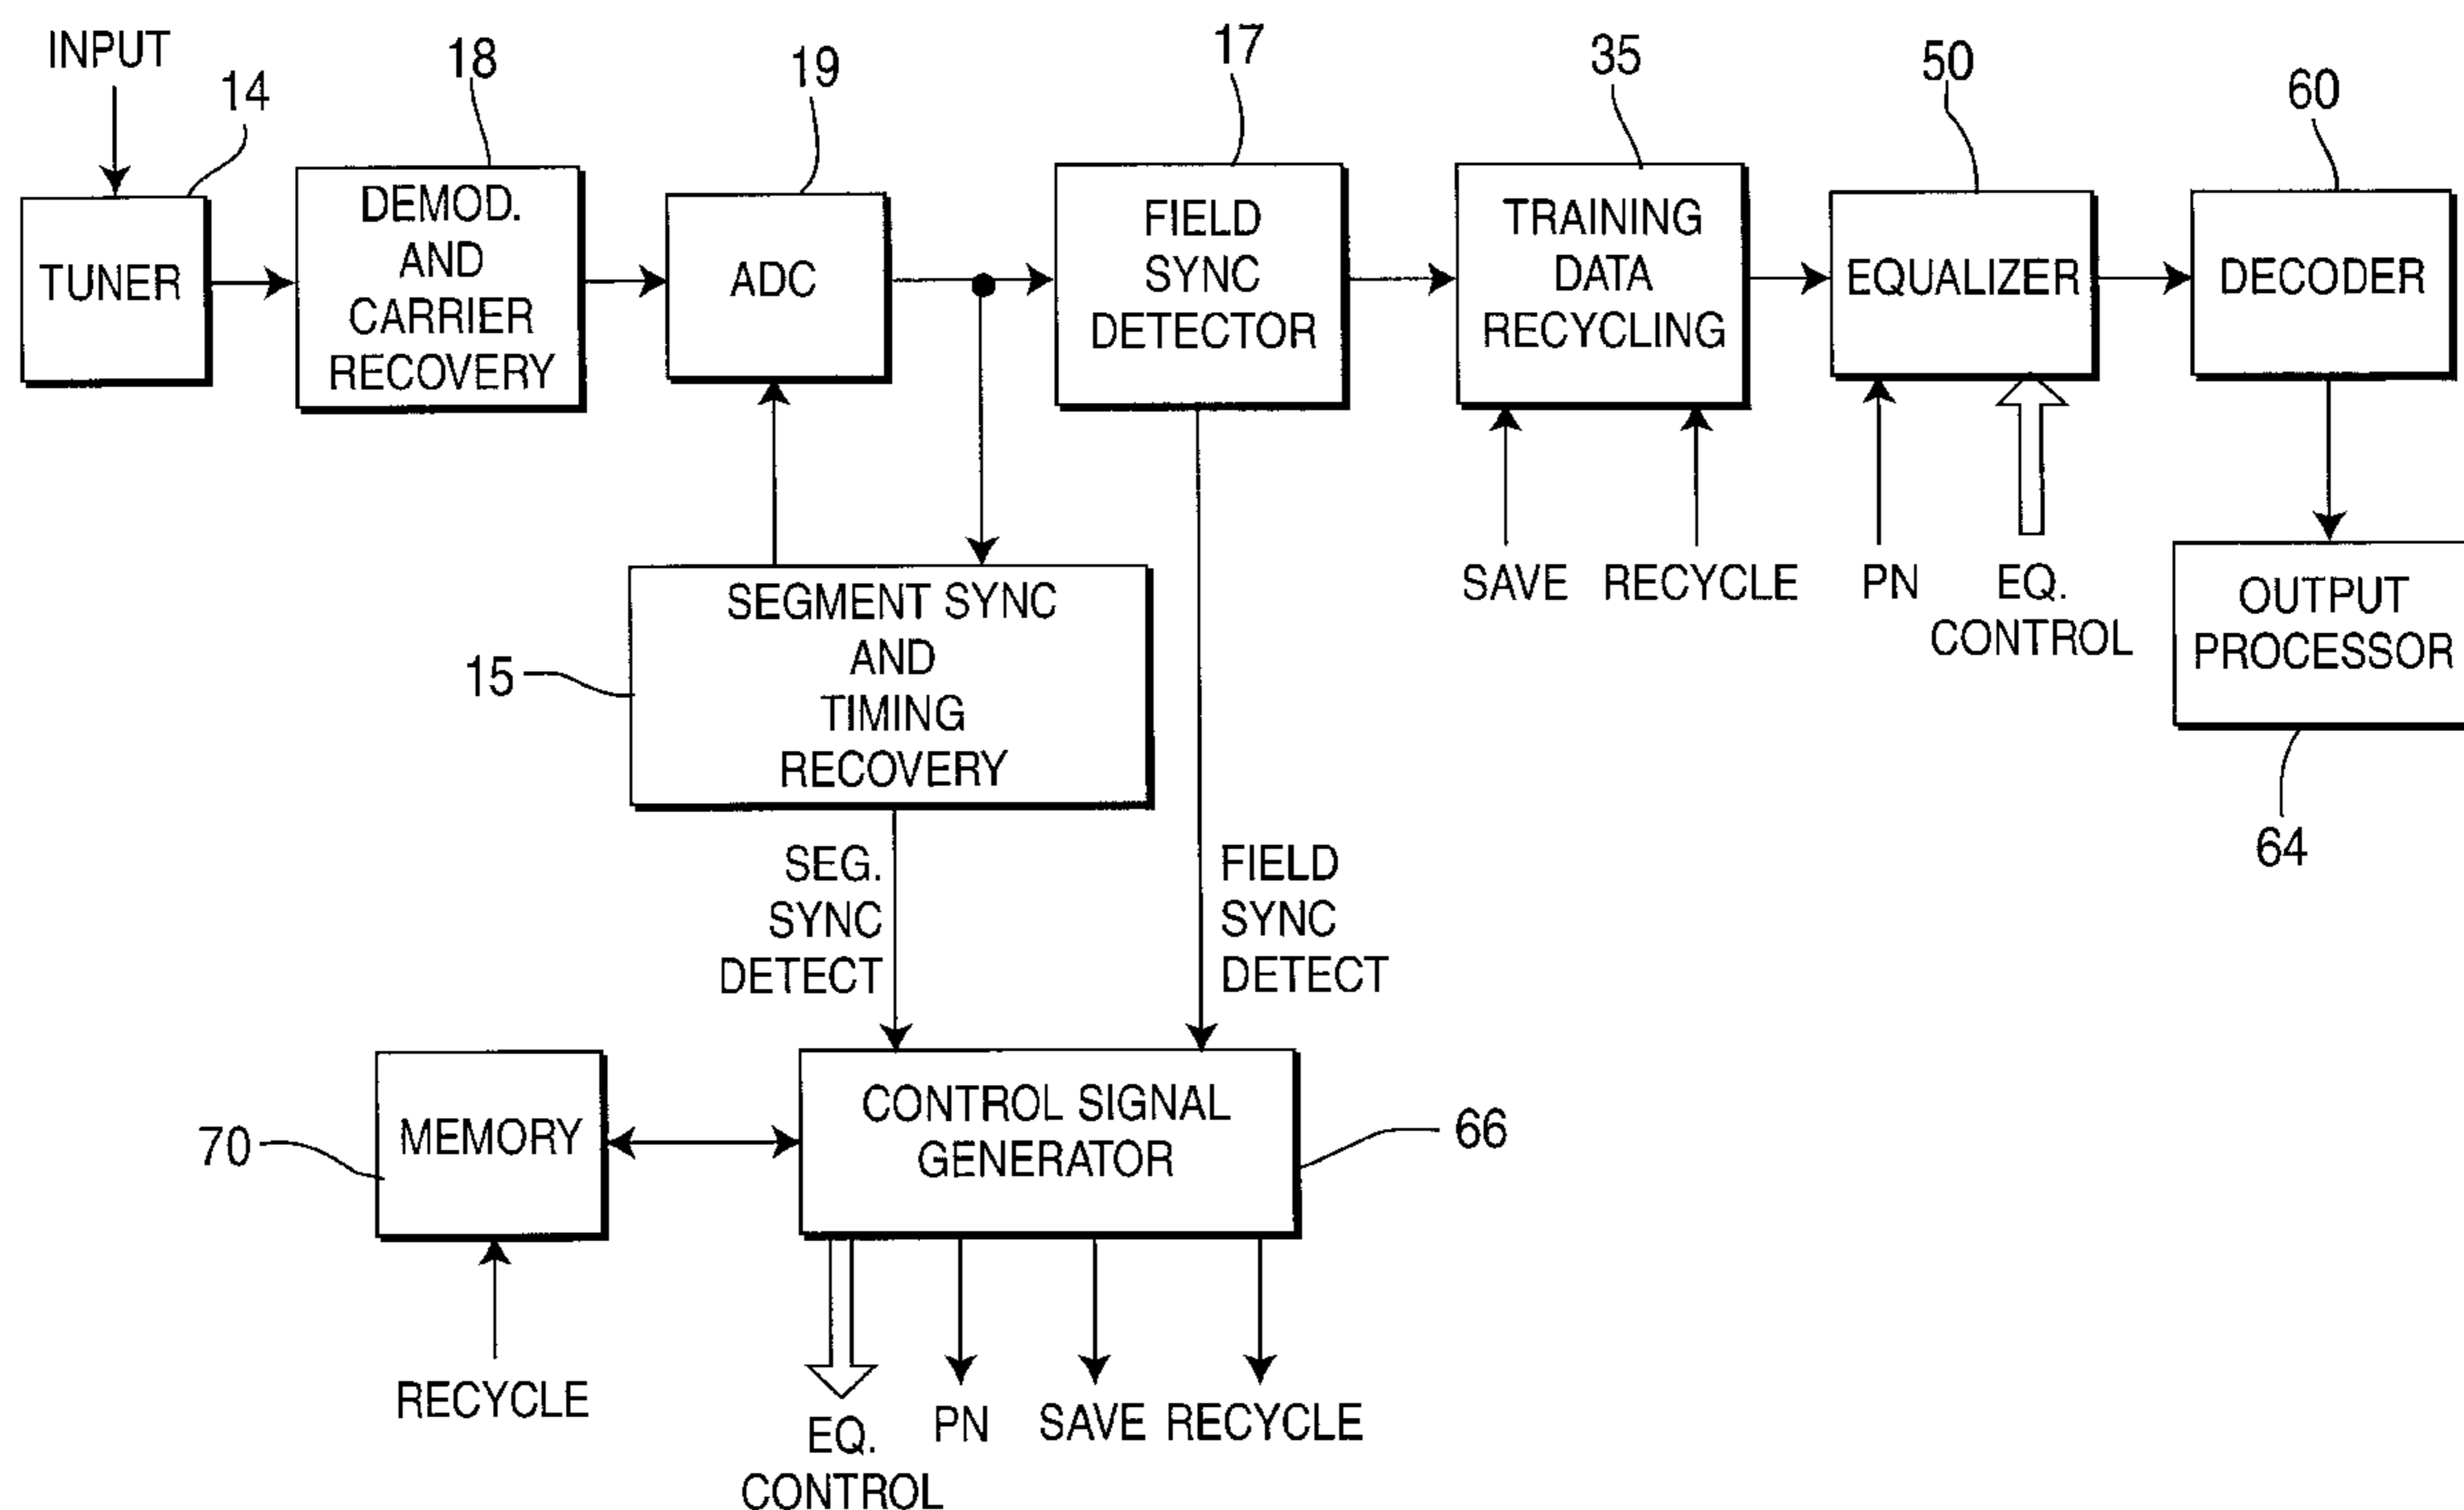 INPUT
14
18
19
17
35
50
60
TUNER
DEMOD.
AND
CARRIER
RECOVERY
ADC
FIELD
SYNC
DETECTOR
TRAINING
DATA
RECYCLING
EQUALIZER
DECODER
SAVE
RECYCLE
PN
EQ.
CONTROL
OUTPUT
PROCESSOR
64
15
SEGMENT SYNC
AND
TIMING
RECOVERY
SEG.
SYNC
DETECT
FIELD
SYNC
DETECT
70
MEMORY
CONTROL SIGNAL
GENERATOR
66
RECYCLE
EQ.
CONTROL
PN
SAVE
RECYCLE